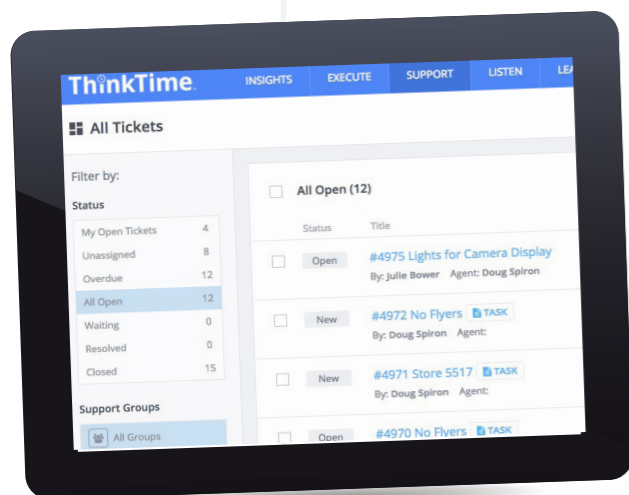 ThinkTime
INSIGHTS EXECUTE SUPPORT LISTEN LEA
All Tickets
Filter by:
Status
My Open Tickets 4
Unassigned 8
Overdue 12
All Open 12
Waiting 0
Resolved 0
Closed 15
Support Groups
All Groups
All Open (12)
Status Title
Open #4975 Lights for Camera Display
By: Julie Bower Agent: Doug Spiron
New #4972 No Flyers TASK
By: Doug Spiron Agent:
New #4971 Store 5517 TASK
By: Doug Spiron Agent:
Open #4970 No Flyers TASK